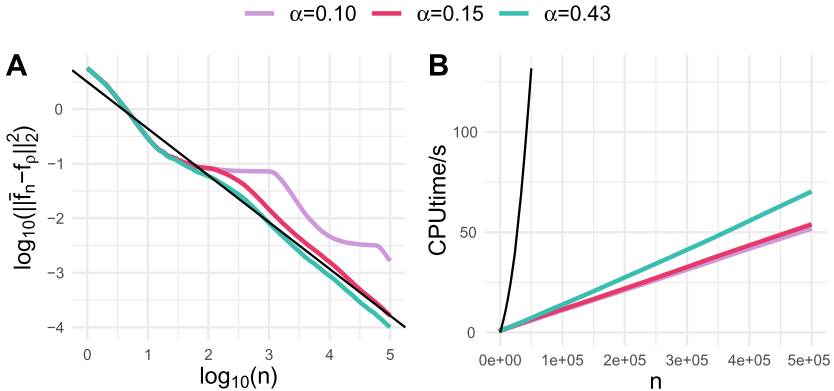 α=0.10 α=0.15 α=0.43
A
log₁₀(||f̄ₙ−fᵨ||₂²)
0
−1
−2
−3
−4
0 1 2 3 4 5
log₁₀(n)
B
CPUtime/s
100
50
0
0e+00 1e+05 2e+05 3e+05 4e+05 5e+05
n